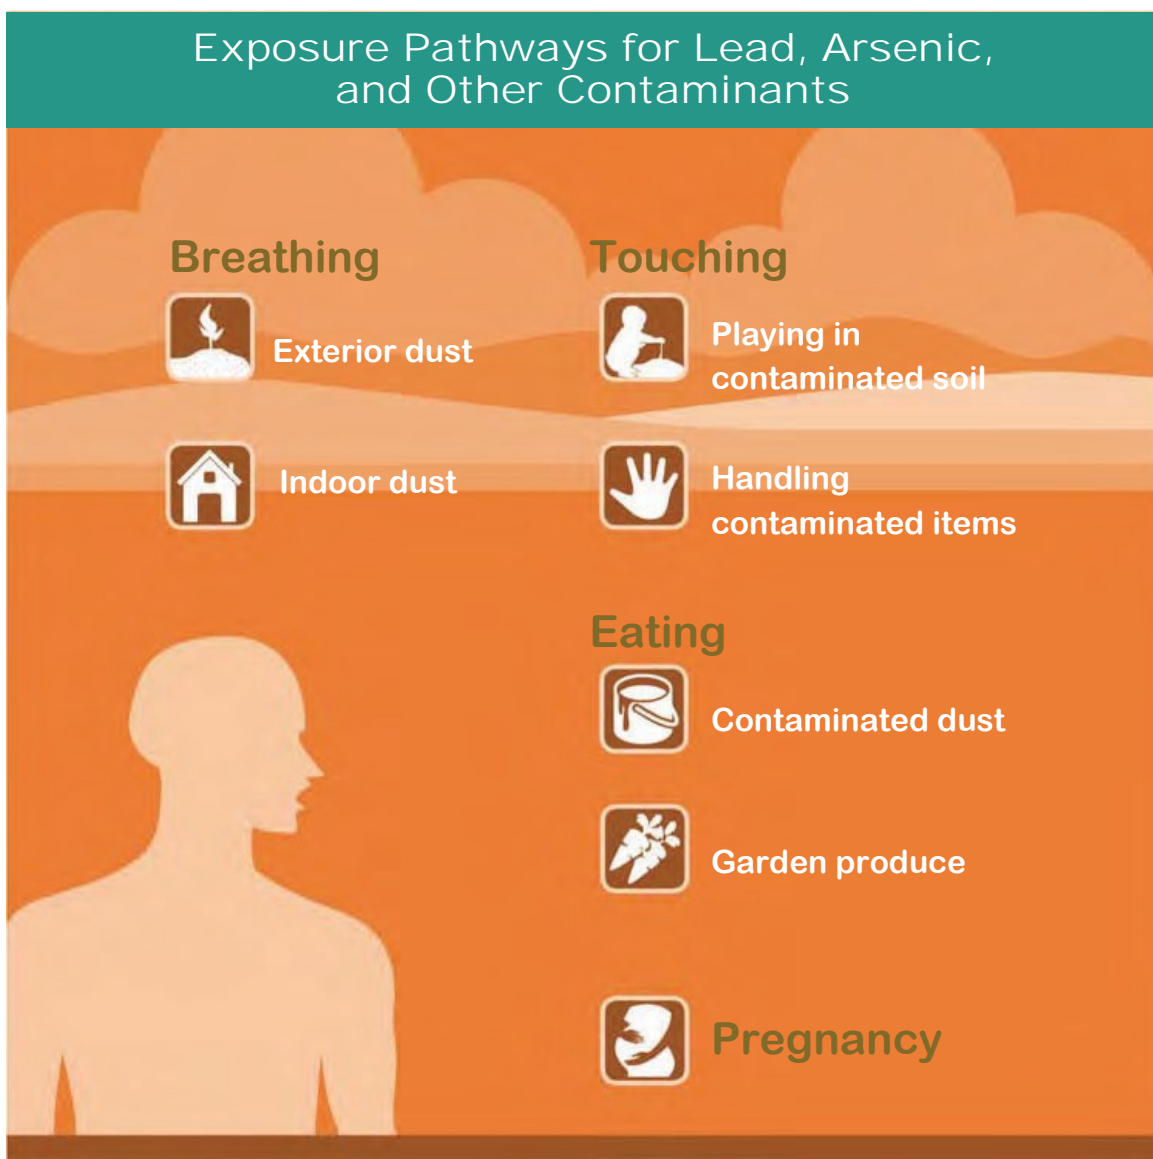 Exposure Pathways for Lead, Arsenic,
and Other Contaminants
Breathing
Exterior dust
Indoor dust
Touching
Playing in
contaminated soil
Handling
contaminated items
Eating
Contaminated dust
Garden produce
Pregnancy